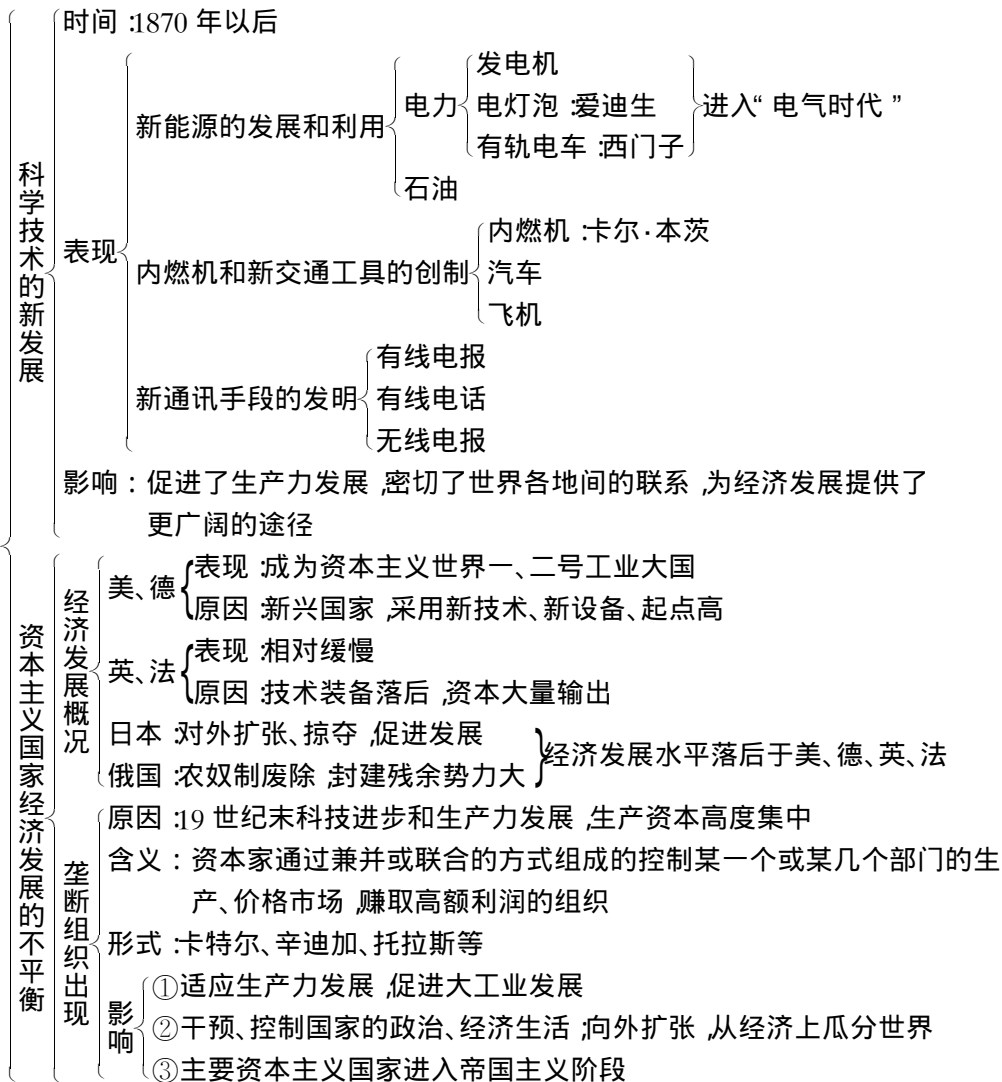 科学技术的新发展
时间:1870 年以后
表现
新能源的发展和利用
电力
发电机
电灯泡:爱迪生
有轨电车:西门子
进入“电气时代”
石油
内燃机和新交通工具的创制
内燃机:卡尔·本茨
汽车
飞机
新通讯手段的发明
有线电报
有线电话
无线电报
影响:促进了生产力发展,密切了世界各地间的联系,为经济发展提供了
更广阔的途径
资本主义国家经济发展的不平衡
经济发展概况
美、德
表现:成为资本主义世界一、二号工业大国
原因:新兴国家,采用新技术、新设备、起点高
英、法
表现:相对缓慢
原因:技术装备落后,资本大量输出
日本:对外扩张、掠夺,促进发展
俄国:农奴制废除,封建残余势力大
经济发展水平落后于美、德、英、法
垄断组织出现
原因:19 世纪末科技进步和生产力发展,生产资本高度集中
含义:资本家通过兼并或联合的方式组成的控制某一个或某几个部门的生
产、价格市场,赚取高额利润的组织
形式:卡特尔、辛迪加、托拉斯等
影响
①适应生产力发展,促进大工业发展
②干预、控制国家的政治、经济生活;向外扩张,从经济上瓜分世界
③主要资本主义国家进入帝国主义阶段